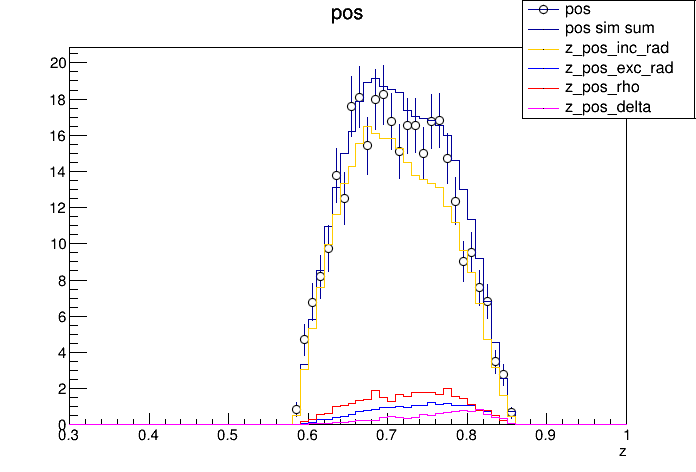 pos
pos
pos sim sum
z_pos_inc_rad
z_pos_exc_rad
z_pos_rho
z_pos_delta
20
18
16
14
12
10
8
6
4
2
0
0.3 0.4 0.5 0.6 0.7 0.8 0.9 1
z